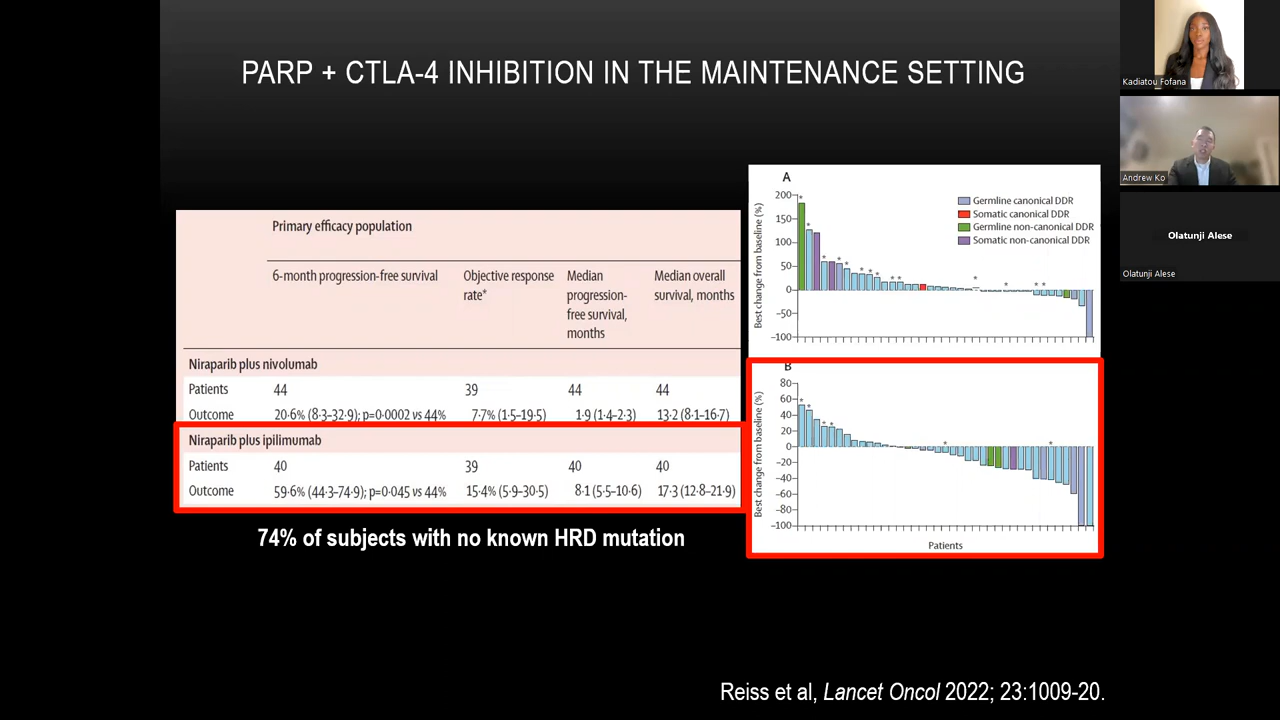 PARP + CTLA-4 INHIBITION IN THE MAINTENANCE SETTING
Primary efficacy population
6-month progression-free survival
Objective response
rate*
Median
progression-
free survival,
months
Median overall
survival, months
Niraparib plus nivolumab
Patients 44 39 44 44
Outcome 20·6% (8·3–32·9); p=0·0002 vs 44% 7·7% (1·5–19·5) 1·9 (1·4–2·3) 13·2 (8·1–16·7)
Niraparib plus ipilimumab
Patients 40 39 40 40
Outcome 59·6% (44·3–74·9); p=0·045 vs 44% 15·4% (5·9–30·5) 8·1 (5·5–10·6) 17·3 (12·8–21·9)
74% of subjects with no known HRD mutation
A
Best change from baseline (%)
200
150
100
50
0
−50
−100
Germline canonical DDR
Somatic canonical DDR
Germline non-canonical DDR
Somatic non-canonical DDR
B
Best change from baseline (%)
80
60
40
20
0
−20
−40
−60
−80
−100
Patients
Reiss et al, Lancet Oncol 2022; 23:1009-20.
Kadiatou Fofana
Andrew Ko
Olatunji Alese
Olatunji Alese